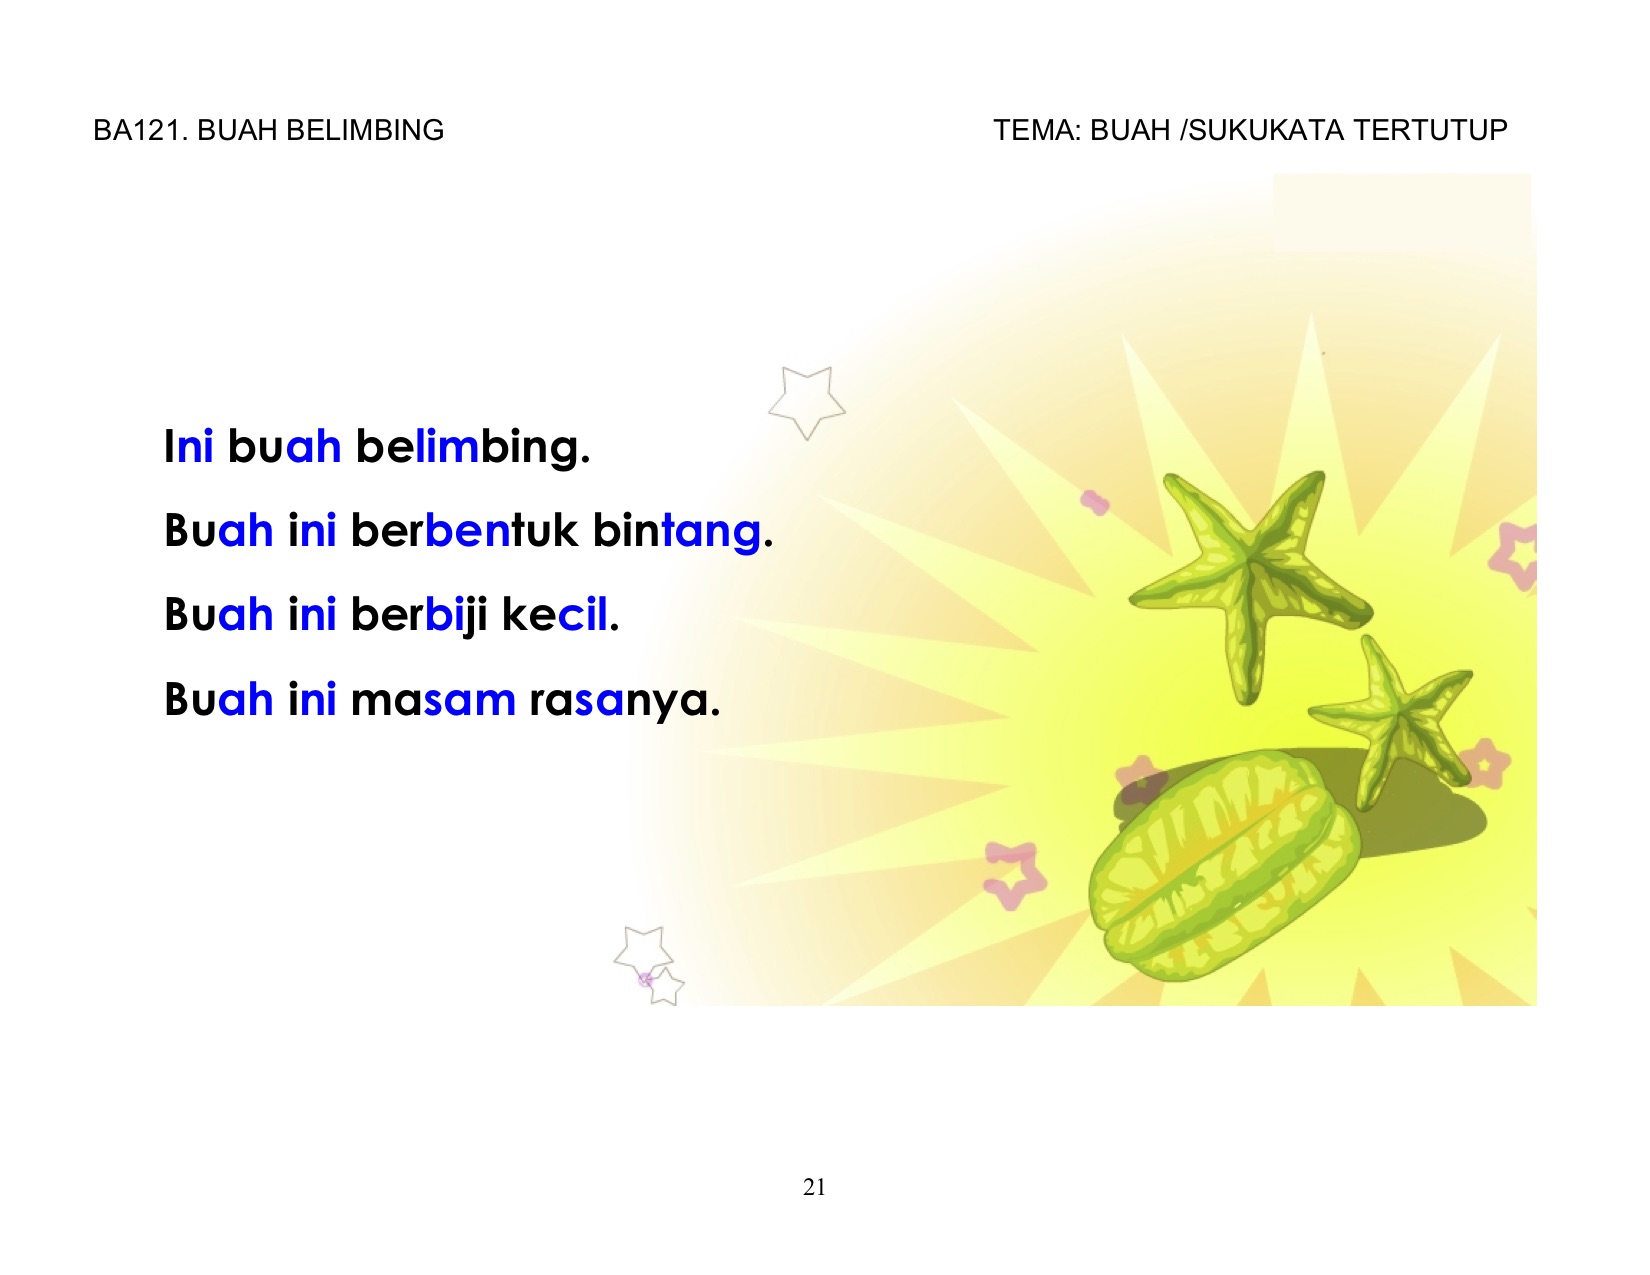 BA121. BUAH BELIMBING
TEMA: BUAH /SUKUKATA TERTUTUP
Ini buah belimbing.
Buah ini berbentuk bintang.
Buah ini berbiji kecil.
Buah ini masam rasanya.
21